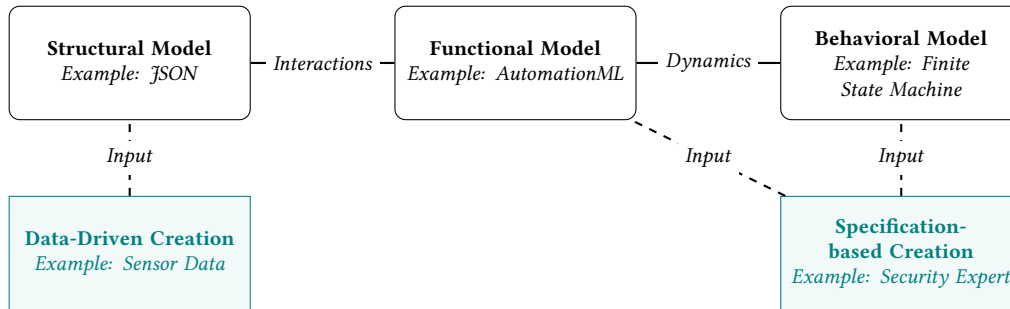 Structural Model
Example: JSON
Interactions
Functional Model
Example: AutomationML
Dynamics
Behavioral Model
Example: Finite
State Machine
Input
Input
Input
Data-Driven Creation
Example: Sensor Data
Specification-
based Creation
Example: Security Expert